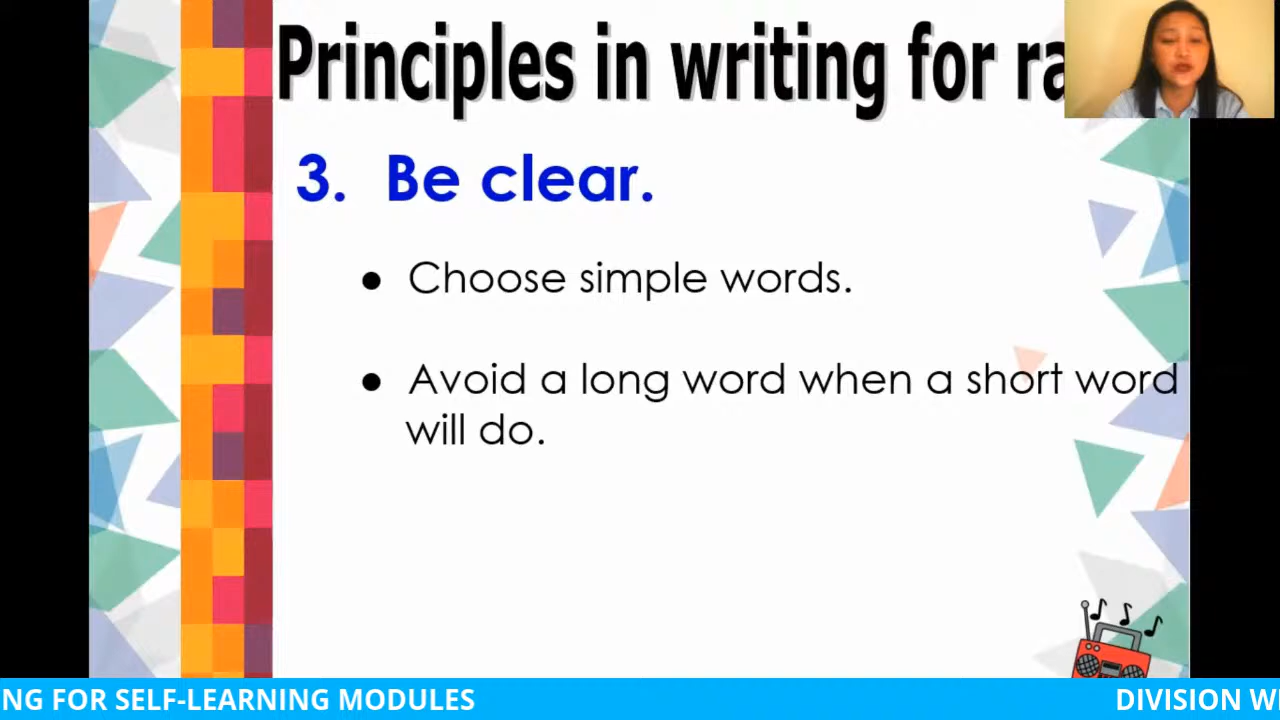 Principles in writing for
3. Be clear.
● Choose simple words.
● Avoid a long word when a short word
will do.
NG FOR SELF-LEARNING MODULES
DIVISION